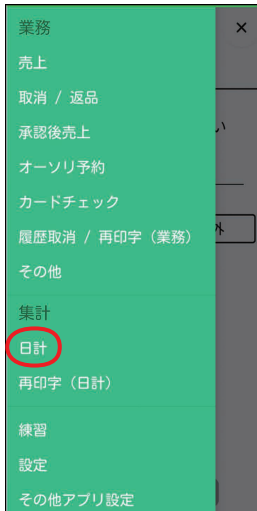 業務
×
売上
取消 / 返品
承認後売上
い
オーソリ予約
カードチェック
履歴取消 / 再印字（業務）
外
その他
集計
日計
再印字（日計）
練習
設定
その他アプリ設定